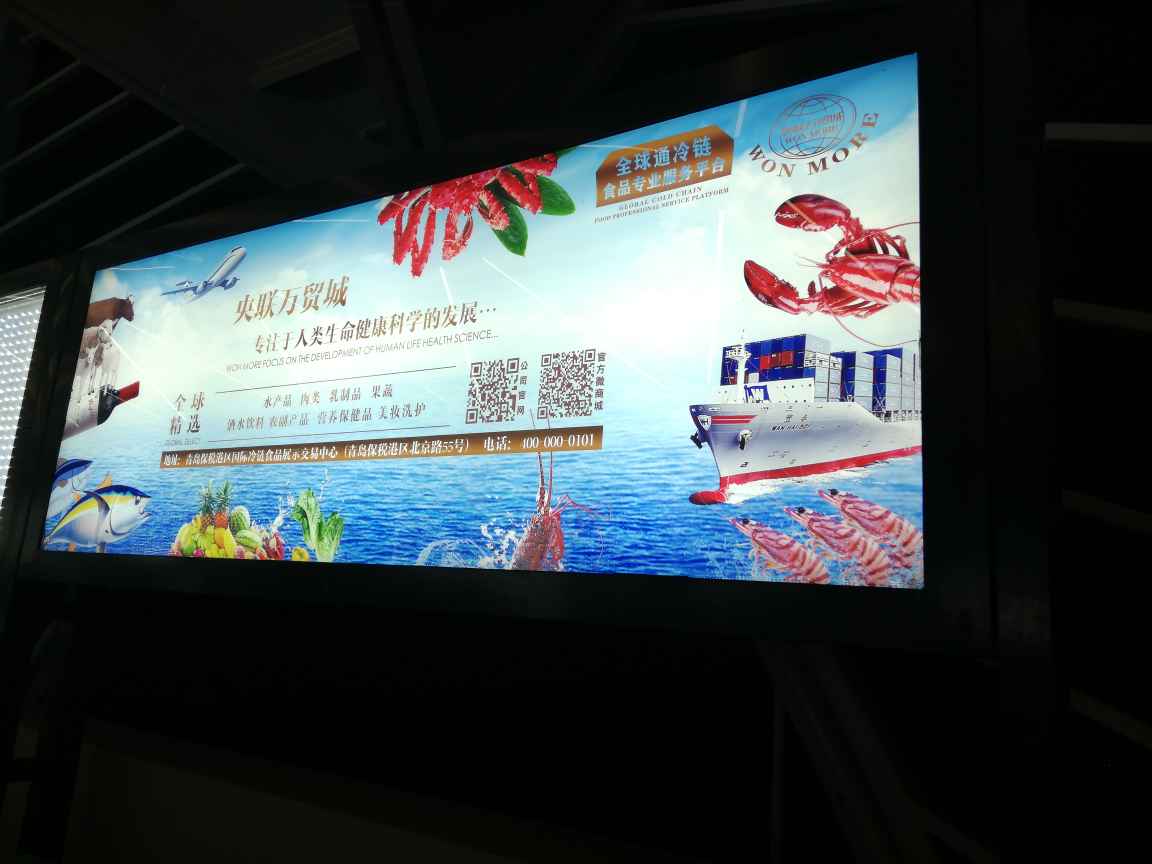 WON MORE
WON MORE
全球通冷链
食品专业服务平台
GLOBAL COLD CHAIN
FOOD PROFESSIONAL SERVICE PLATFORM
央联万贸城
专注于人类生命健康科学的发展…
WON MORE FOCUS ON THE DEVELOPMENT OF HUMAN LIFE HEALTH SCIENCE...
全球
精选
GLOBAL SELECT
水产品 肉类 乳制品 果蔬
酒水饮料 农副产品 营养保健品 美妆洗护
公司官网
官方微商城
地址：青岛保税港区国际冷链食品展示交易中心（青岛保税港区北京路55号） 电话：400-000-0101
WAN HAI 501